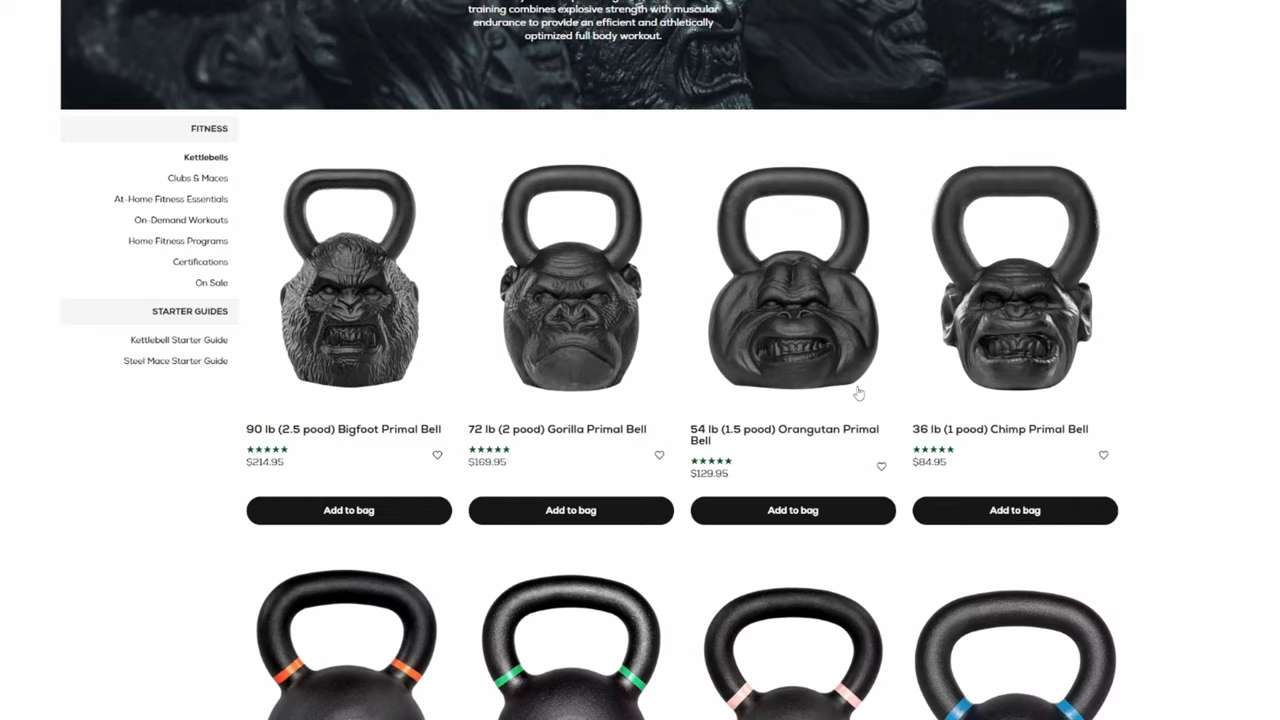 training combines explosive strength with muscular
endurance to provide an efficient and athletically
optimized full body workout.
FITNESS
Kettlebells
Clubs & Maces
At-Home Fitness Essentials
On-Demand Workouts
Home Fitness Programs
Certifications
On Sale
STARTER GUIDES
Kettlebell Starter Guide
Steel Mace Starter Guide
90 lb (2.5 pood) Bigfoot Primal Bell
$214.95
Add to bag
72 lb (2 pood) Gorilla Primal Bell
$169.95
Add to bag
54 lb (1.5 pood) Orangutan Primal
Bell
$129.95
Add to bag
36 lb (1 pood) Chimp Primal Bell
$84.95
Add to bag